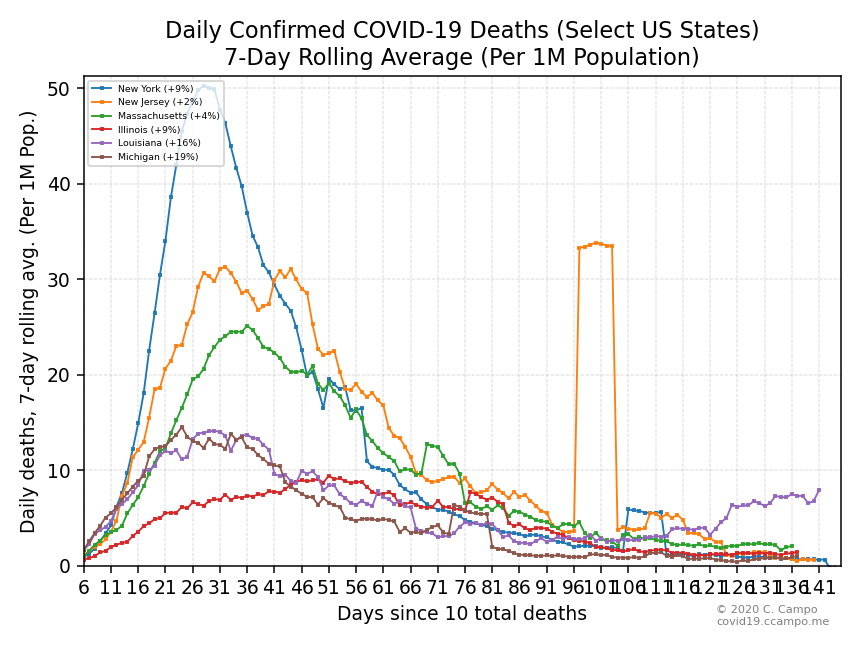 Daily Confirmed COVID-19 Deaths (Select US States)
7-Day Rolling Average (Per 1M Population)
50
40
30
20
10
0
Daily deaths, 7-day rolling avg. (Per 1M Pop.)
New York (+9%)
New Jersey (+2%)
Massachusetts (+4%)
Illinois (+9%)
Louisiana (+16%)
Michigan (+19%)
6 11 16 21 26 31 36 41 46 51 56 61 66 71 76 81 86 91 96 101 106 111 116 121 126 131 136 141
Days since 10 total deaths
© 2020 C. Campo
covid19.ccampo.me